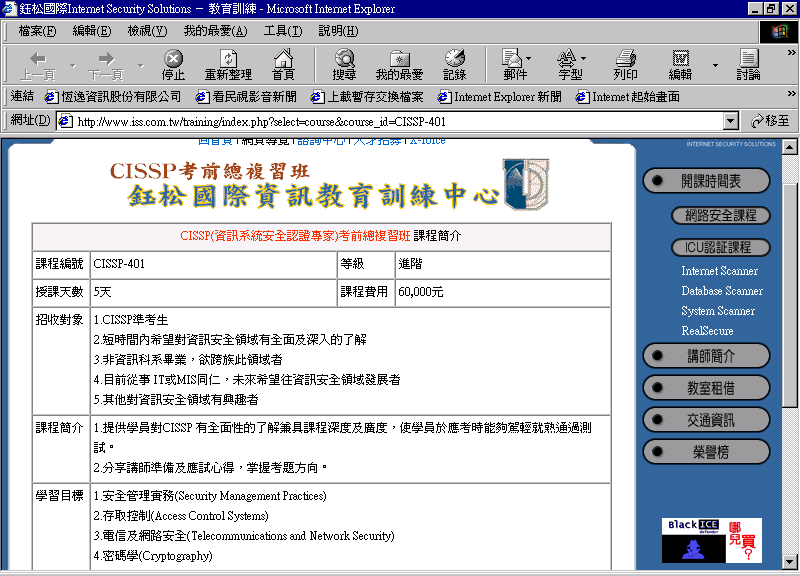 鈺松國際Internet Security Solutions － 教育訓練 - Microsoft Internet Explorer
檔案(F) 編輯(E) 檢視(V) 我的最愛(A) 工具(T) 說明(H)
上一頁 下一頁 停止 重新整理 首頁 搜尋 我的最愛 記錄 郵件 字型 列印 編輯 討論
連結 恆逸資訊股份有限公司 看民視影音新聞 上載暫存交換檔案 Internet Explorer 新聞 Internet 起始畫面
網址(D) http://www.iss.com.tw/training/index.php?select=course&course_id=CISSP-401 移至
回首頁 | 網頁導覽 | 諮詢中心 | 人才招募 | X-force
INTERNET SECURITY SOLUTIONS
CISSP考前總複習班
鈺松國際資訊教育訓練中心
CISSP(資訊系統安全認證專家)考前總複習班 課程簡介
課程編號 CISSP-401 等級 進階
授課天數 5天 課程費用 60,000元
招收對象 1.CISSP準考生
2.短時間內希望對資訊安全領域有全面及深入的了解
3.非資訊科系畢業，欲跨族此領域者
4.目前從事 IT或MIS同仁，未來希望往資訊安全領域發展者
5.其他對資訊安全領域有興趣者
課程簡介 1.提供學員對CISSP 有全面性的了解兼具課程深度及廣度，使學員於應考時能夠駕輕就熟通過測
試。
2.分享講師準備及應試心得，掌握考題方向。
學習目標 1.安全管理實務(Security Management Practices)
2.存取控制(Access Control Systems)
3.電信及網路安全(Telecommunications and Network Security)
4.密碼學(Cryptography)
開課時間表
網路安全課程
ICU認証課程
Internet Scanner
Database Scanner
System Scanner
RealSecure
講師簡介
教室租借
交通資訊
榮譽榜
BlackICE
defender
哪兒買?